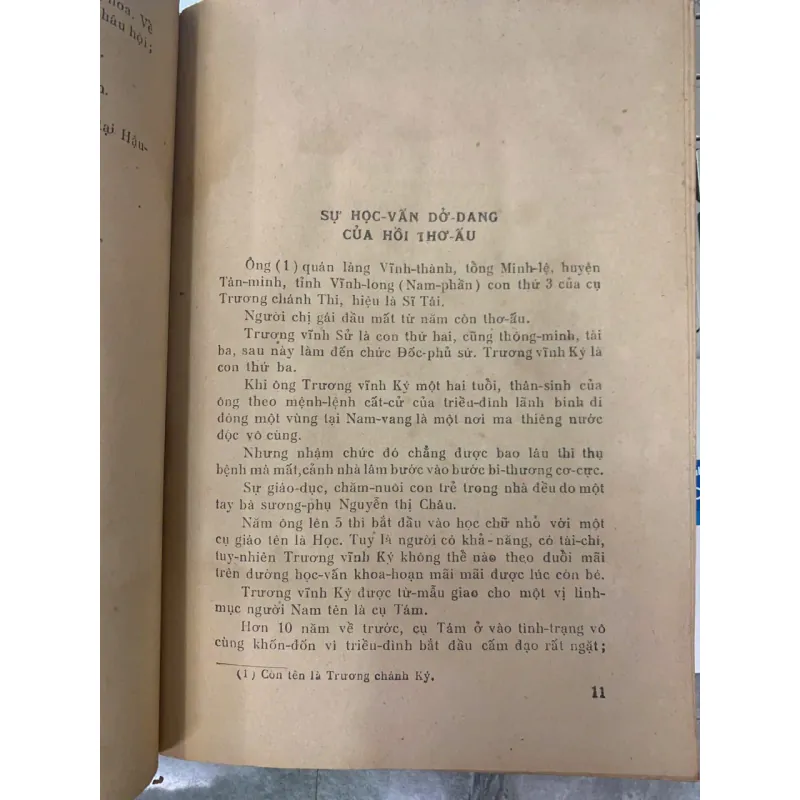 hoa. Về
hâu hội;
ại Hậu-
SỰ HỌC-VẤN DỞ-DANG
CỦA HỒI THƠ-ẤU
Ông (1) quán làng Vĩnh-thành, tổng Minh-lệ, huyện
Tân-minh, tỉnh Vĩnh-long (Nam-phần) con thứ 3 của cụ
Trương chánh Thi, hiệu là Sĩ Tải.
Người chị gái đầu mất từ năm còn thơ-ấu.
Trương vĩnh Sử là con thứ hai, cũng thông-minh, tài
ba, sau này làm đến chức Đốc-phủ sứ. Trương vĩnh Ký là
con thứ ba.
Khi ông Trương vĩnh Ký một hai tuổi, thân-sinh của
ông theo mệnh-lệnh cắt-cử của triều-đình lãnh binh đi
đóng một vùng tại Nam-vang là một nơi ma thiêng nước
độc vô cùng.
Nhưng nhậm chức đó chẳng được bao lâu thì thụ
bệnh mà mất,cảnh nhà lâm bước vào bước bi-thương cơ-cực.
Sự giáo-dục, chăm-nuôi con trẻ trong nhà đều do một
tay bà sương-phụ Nguyễn thị Châu.
Năm ông lên 5 thì bắt đầu vào học chữ nhỏ với một
cụ giáo tên là Học. Tuy là người có khả-năng, có tài-chí,
tuy-nhiên Trương vĩnh Ký không thể nào theo đuổi mãi
trên đường học-vấn khoa-hoạn mãi mãi được lúc còn bé.
Trương vĩnh Ký được từ-mẫu giao cho một vị linh-
mục người Nam tên là cụ Tám.
Hơn 10 năm về trước, cụ Tám ở vào tình-trạng vô
cùng khốn-đốn vì triều-đình bắt đầu cấm đạo rất ngặt;
(1) Còn tên là Trương chánh Ký.
11